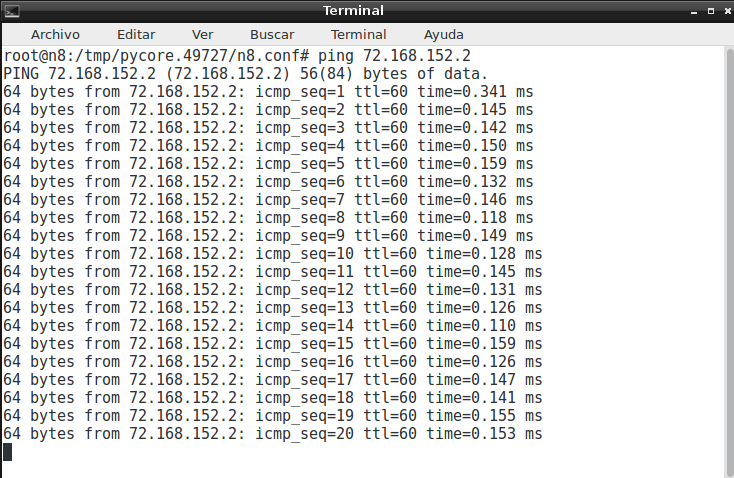 Terminal
Archivo Editar Ver Buscar Terminal Ayuda
root@n8:/tmp/pycore.49727/n8.conf# ping 72.168.152.2
PING 72.168.152.2 (72.168.152.2) 56(84) bytes of data.
64 bytes from 72.168.152.2: icmp_seq=1 ttl=60 time=0.341 ms
64 bytes from 72.168.152.2: icmp_seq=2 ttl=60 time=0.145 ms
64 bytes from 72.168.152.2: icmp_seq=3 ttl=60 time=0.142 ms
64 bytes from 72.168.152.2: icmp_seq=4 ttl=60 time=0.150 ms
64 bytes from 72.168.152.2: icmp_seq=5 ttl=60 time=0.159 ms
64 bytes from 72.168.152.2: icmp_seq=6 ttl=60 time=0.132 ms
64 bytes from 72.168.152.2: icmp_seq=7 ttl=60 time=0.146 ms
64 bytes from 72.168.152.2: icmp_seq=8 ttl=60 time=0.118 ms
64 bytes from 72.168.152.2: icmp_seq=9 ttl=60 time=0.149 ms
64 bytes from 72.168.152.2: icmp_seq=10 ttl=60 time=0.128 ms
64 bytes from 72.168.152.2: icmp_seq=11 ttl=60 time=0.145 ms
64 bytes from 72.168.152.2: icmp_seq=12 ttl=60 time=0.131 ms
64 bytes from 72.168.152.2: icmp_seq=13 ttl=60 time=0.126 ms
64 bytes from 72.168.152.2: icmp_seq=14 ttl=60 time=0.110 ms
64 bytes from 72.168.152.2: icmp_seq=15 ttl=60 time=0.159 ms
64 bytes from 72.168.152.2: icmp_seq=16 ttl=60 time=0.126 ms
64 bytes from 72.168.152.2: icmp_seq=17 ttl=60 time=0.147 ms
64 bytes from 72.168.152.2: icmp_seq=18 ttl=60 time=0.141 ms
64 bytes from 72.168.152.2: icmp_seq=19 ttl=60 time=0.155 ms
64 bytes from 72.168.152.2: icmp_seq=20 ttl=60 time=0.153 ms